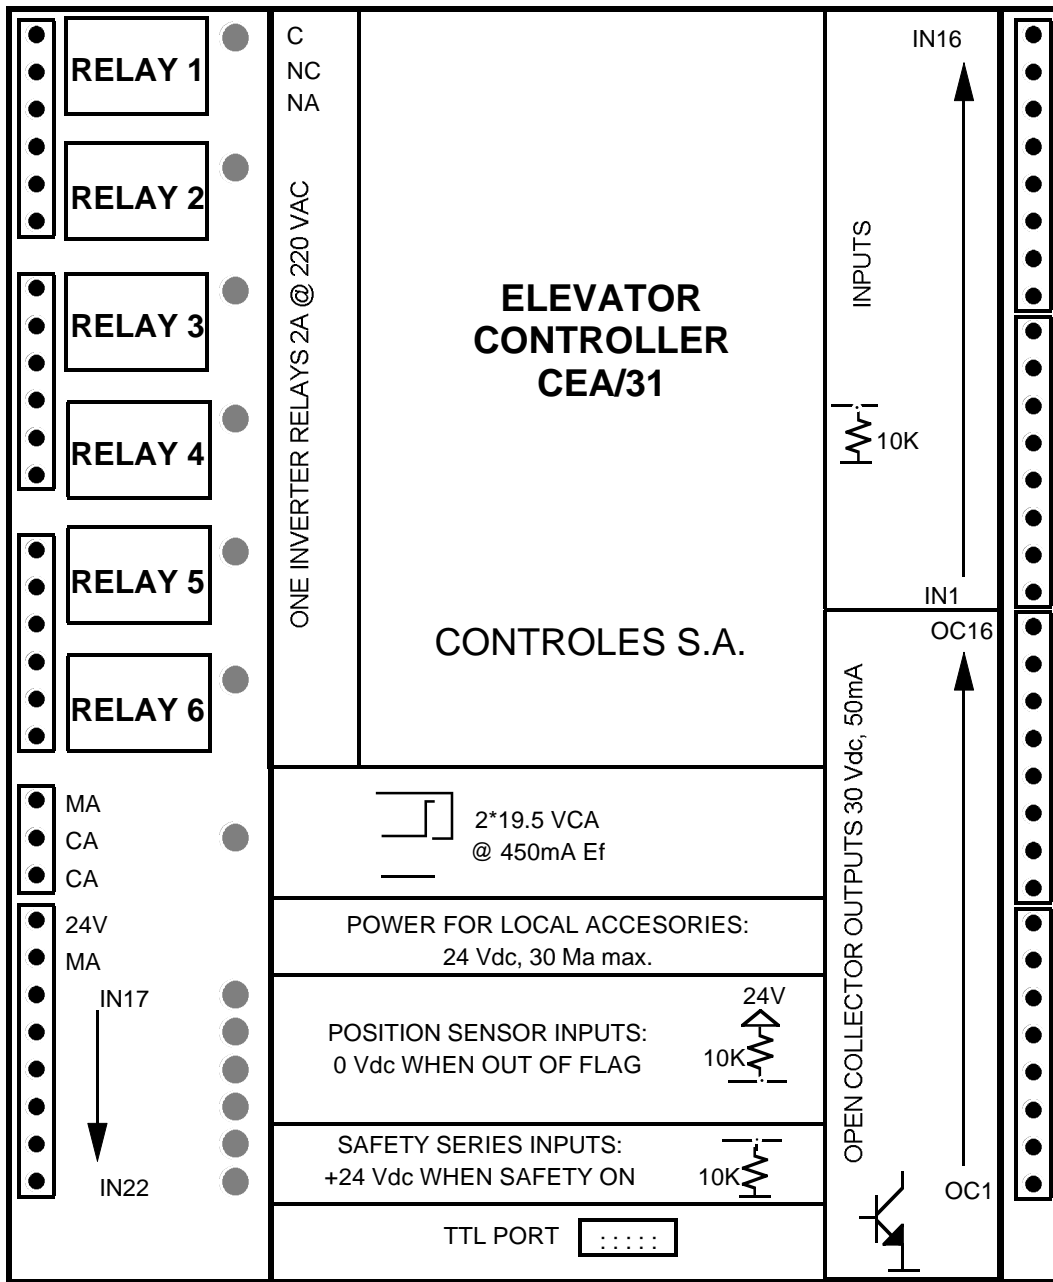 RELAY 1
RELAY 2
RELAY 3
RELAY 4
RELAY 5
RELAY 6
MA
CA
CA
24V
MA
IN17
IN22
C
NC
NA
ONE INVERTER RELAYS 2A @ 220 VAC
ELEVATOR
CONTROLLER
CEA/31
CONTROLES S.A.
2*19.5 VCA
@ 450mA Ef
POWER FOR LOCAL ACCESORIES:
24 Vdc, 30 Ma max.
POSITION SENSOR INPUTS:
0 Vdc WHEN OUT OF FLAG
24V
10K
SAFETY SERIES INPUTS:
+24 Vdc WHEN SAFETY ON
10K
TTL PORT
IN16
INPUTS
10K
IN1
OC16
OPEN COLLECTOR OUTPUTS 30 Vdc, 50mA
OC1